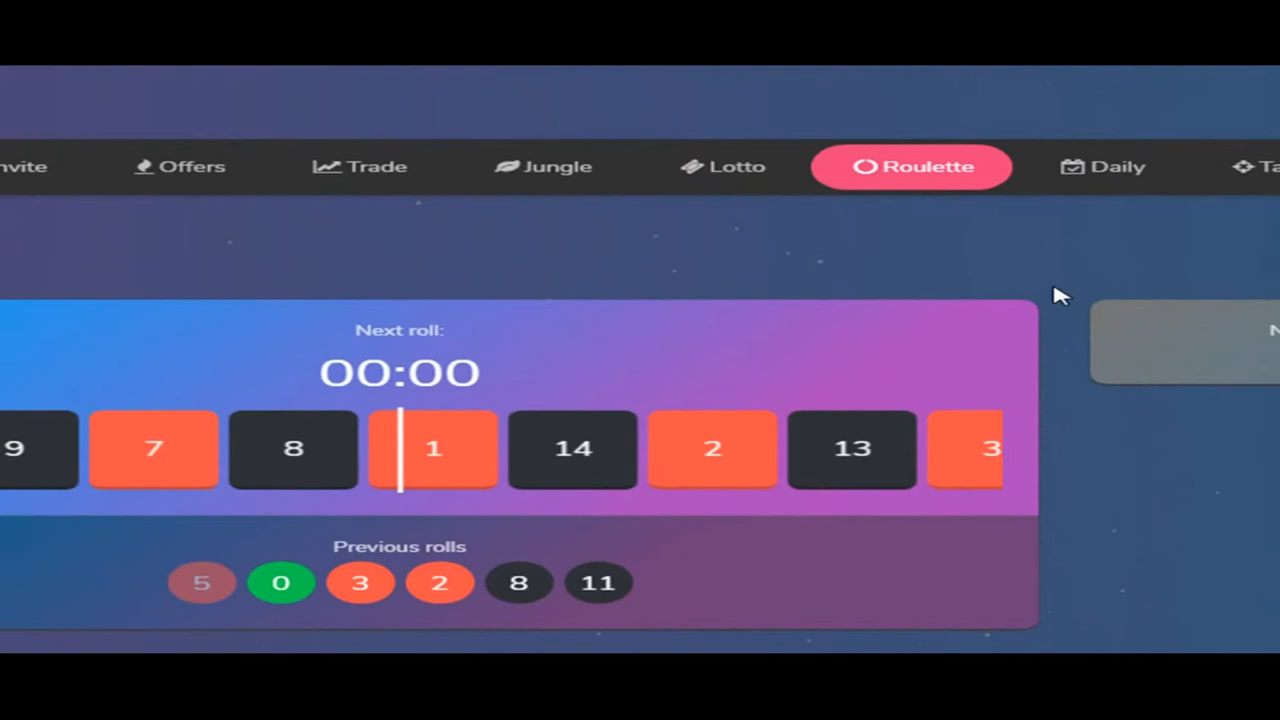 nvite Offers Trade Jungle Lotto Roulette Daily Ta
Next roll:
N
00:00
9 7 8 1 14 2 13 3
Previous rolls
5 0 3 2 8 11